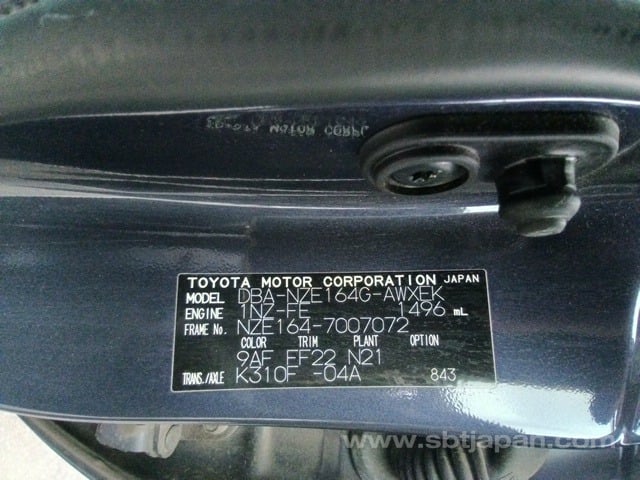 TOYOTA MOTOR CORPORATION JAPAN
MODEL DBA-NZE164G-AWXEK
ENGINE 1NZ-FE 1496 mL
FRAME No. NZE164-7007072
COLOR TRIM PLANT OPTION
9AF FF22 N21
TRANS./AXLE K310F -04A 843
www.sbtjapan.com